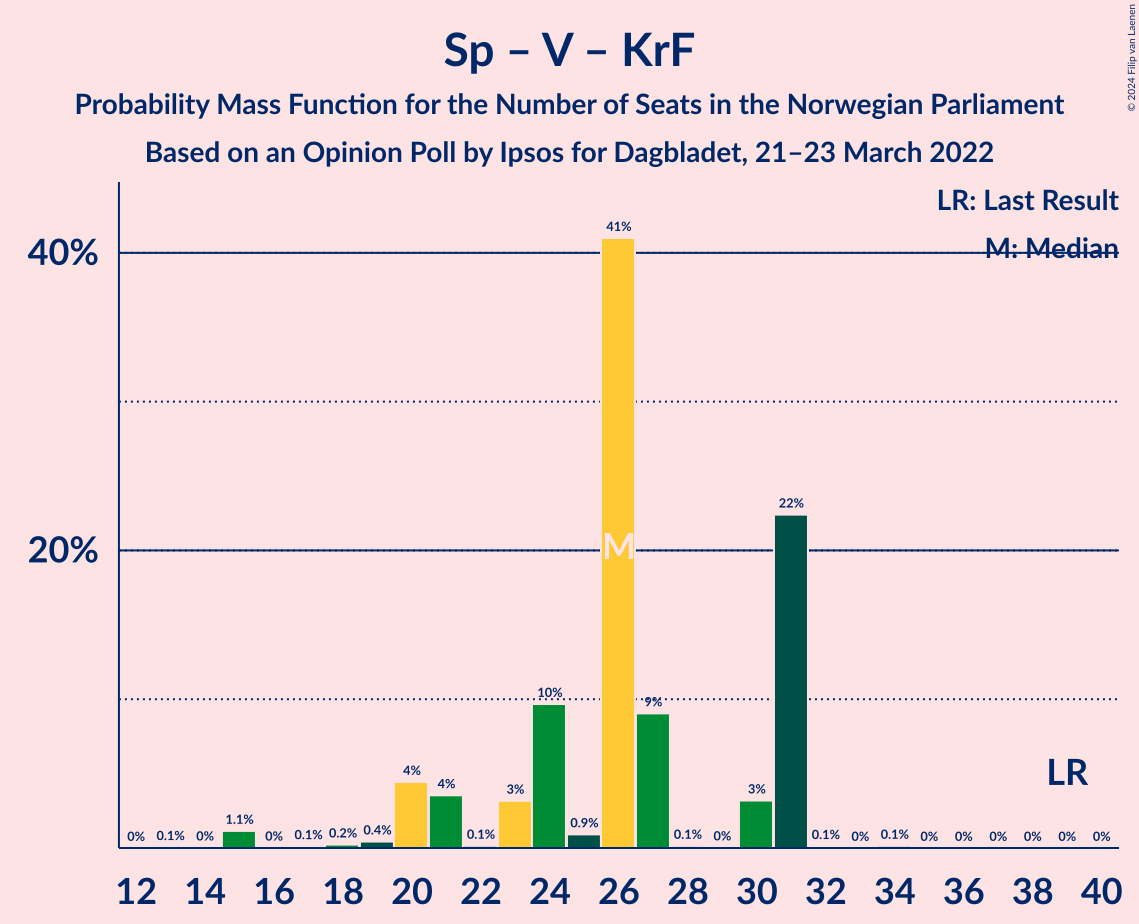 Sp – V – KrF
Probability Mass Function for the Number of Seats in the Norwegian Parliament
Based on an Opinion Poll by Ipsos for Dagbladet, 21–23 March 2022
© 2024 Filip van Laenen
LR: Last Result
M: Median
40%
20%
0% 0.1% 0% 1.1% 0% 0.1% 0.2% 0.4% 4% 4% 0.1% 3% 10% 0.9% 41% 9% 0.1% 0% 3% 22% 0.1% 0% 0.1% 0% 0% 0% 0% 0% 0%
M
LR
12 14 16 18 20 22 24 26 28 30 32 34 36 38 40